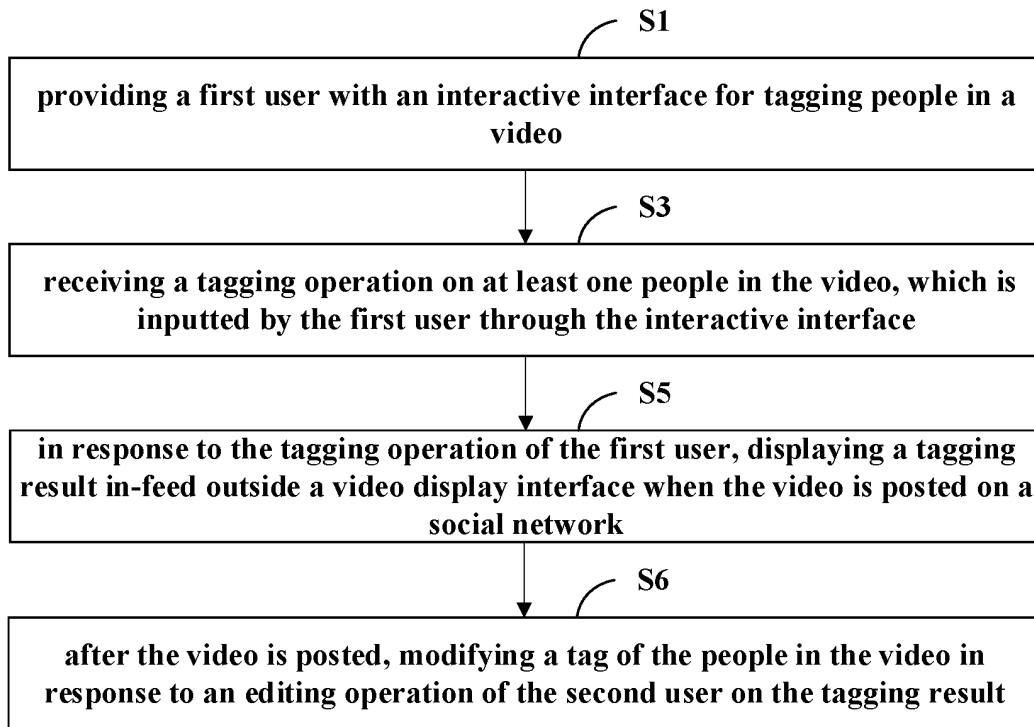 S1
providing a first user with an interactive interface for tagging people in a
video
S3
receiving a tagging operation on at least one people in the video, which is
inputted by the first user through the interactive interface
S5
in response to the tagging operation of the first user, displaying a tagging
result in-feed outside a video display interface when the video is posted on a
social network
S6
after the video is posted, modifying a tag of the people in the video in
response to an editing operation of the second user on the tagging result